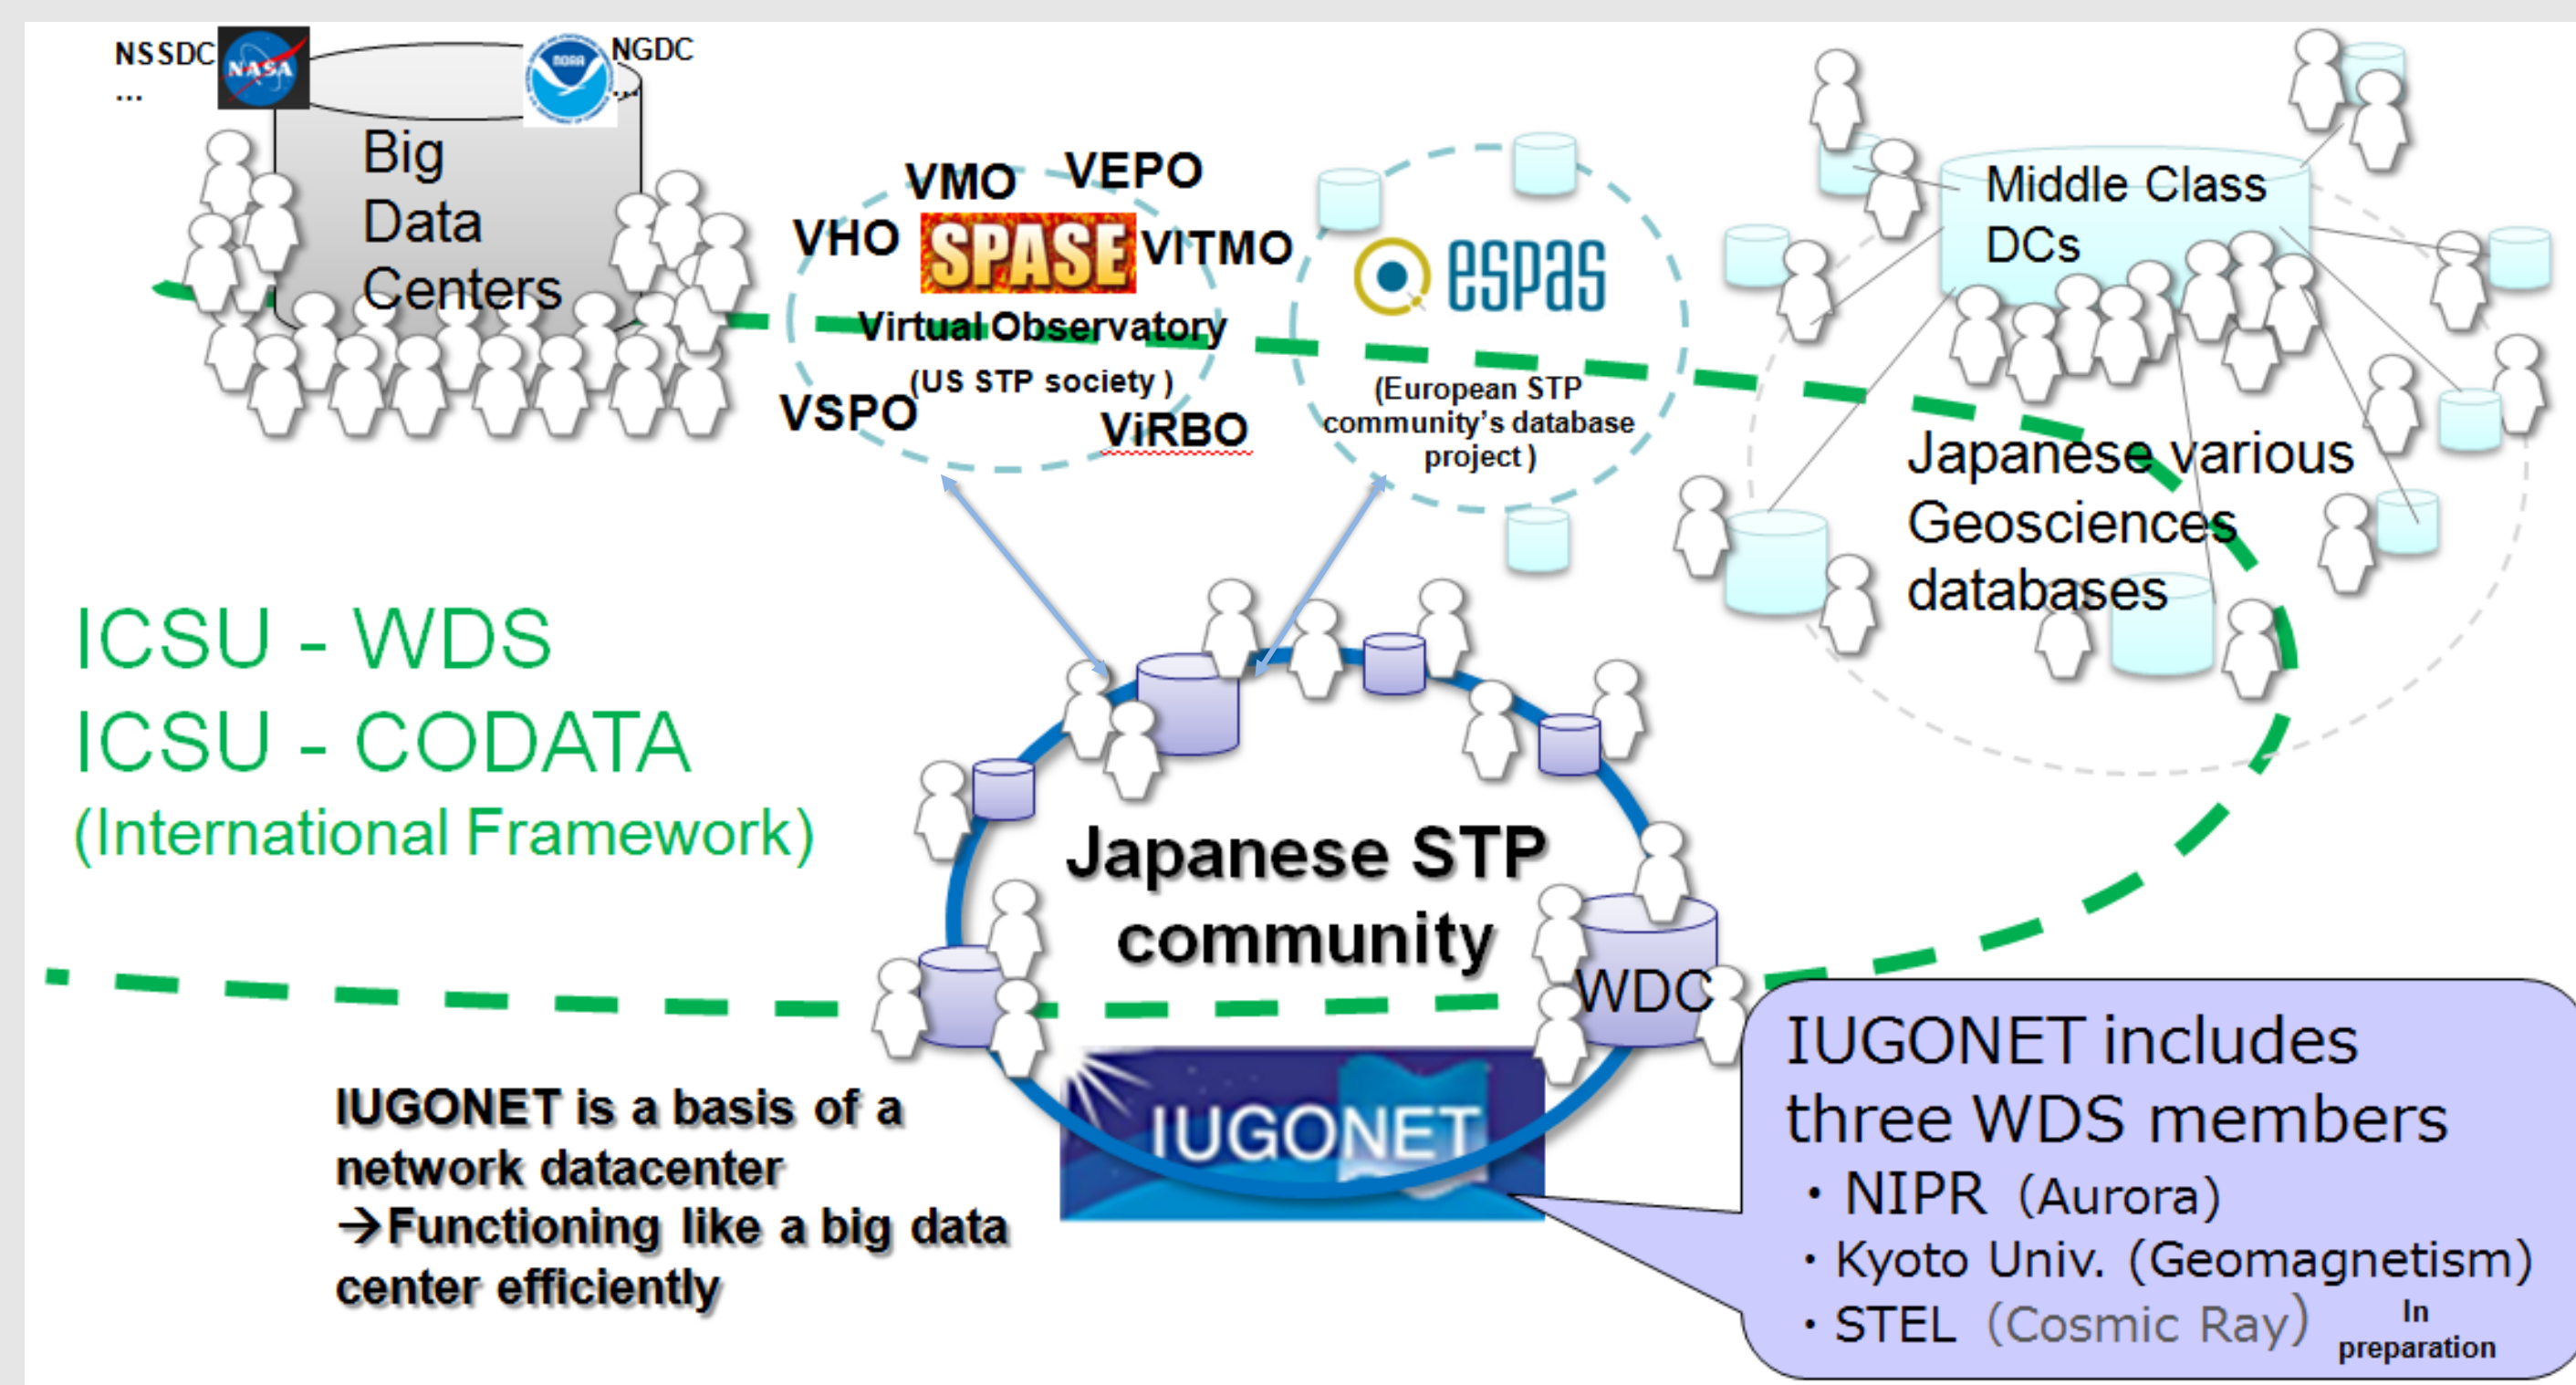 NSSDC
...
NASA
NOAA
NGDC
...
Big
Data
Centers
VMO
VEPO
VHO
SPASE
VITMO
Virtual Observatory
(US STP society )
VSPO
ViRBO
espas
(European STP
community's database
project )
Middle Class
DCs
Japanese various
Geosciences
databases
ICSU - WDS
ICSU - CODATA
(International Framework)
Japanese STP
community
WDC
IUGONET
IUGONET is a basis of a
network datacenter
→Functioning like a big data
center efficiently
IUGONET includes
three WDS members
・NIPR (Aurora)
・Kyoto Univ. (Geomagnetism)
・STEL (Cosmic Ray) In
preparation